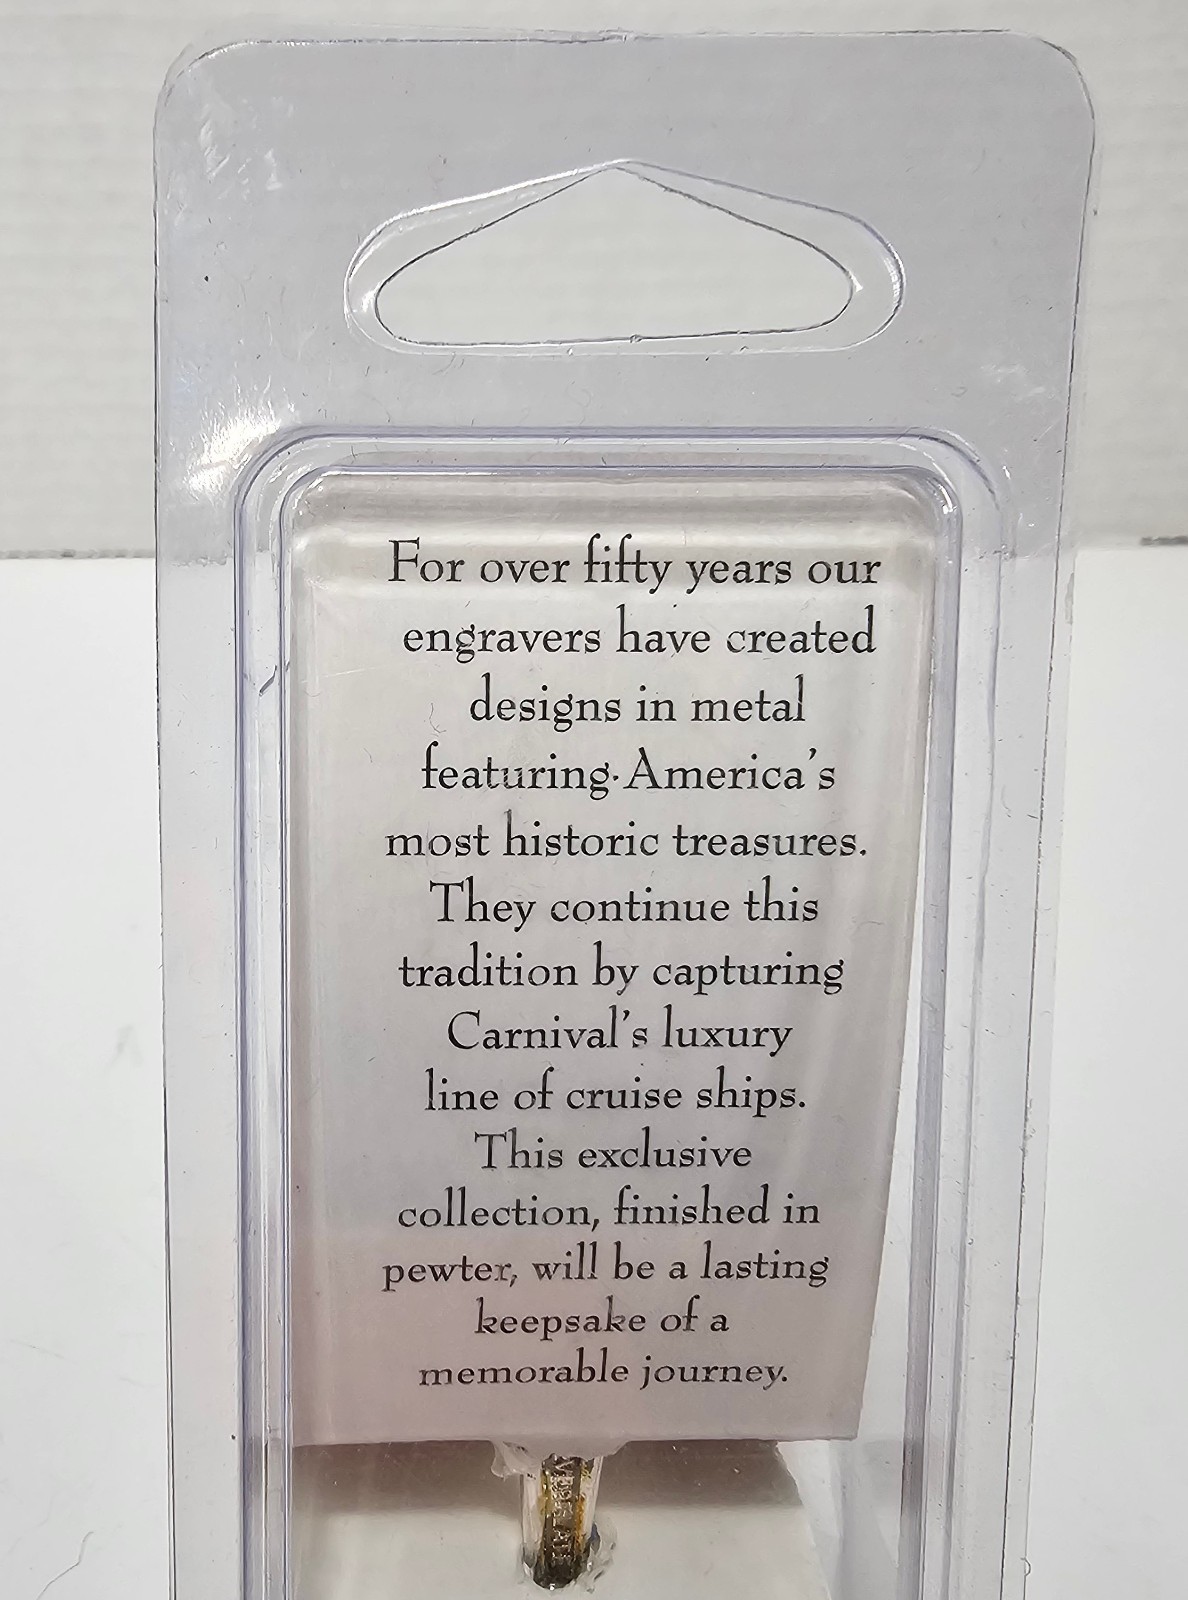 For over fifty years our
engravers have created
designs in metal
featuring America's
most historic treasures.
They continue this
tradition by capturing
Carnival's luxury
line of cruise ships.
This exclusive
collection, finished in
pewter, will be a lasting
keepsake of a
memorable journey.